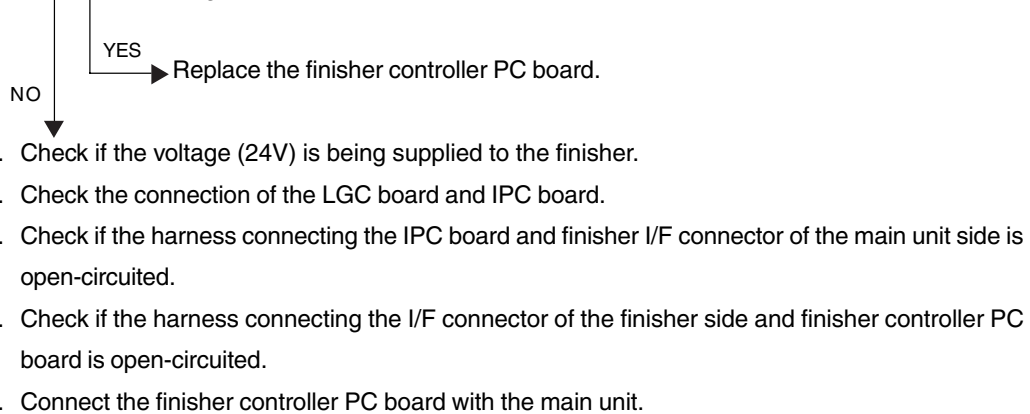 YES
Replace the finisher controller PC board.
NO
. Check if the voltage (24V) is being supplied to the finisher.
. Check the connection of the LGC board and IPC board.
. Check if the harness connecting the IPC board and finisher I/F connector of the main unit side is
open-circuited.
. Check if the harness connecting the I/F connector of the finisher side and finisher controller PC
board is open-circuited.
. Connect the finisher controller PC board with the main unit.